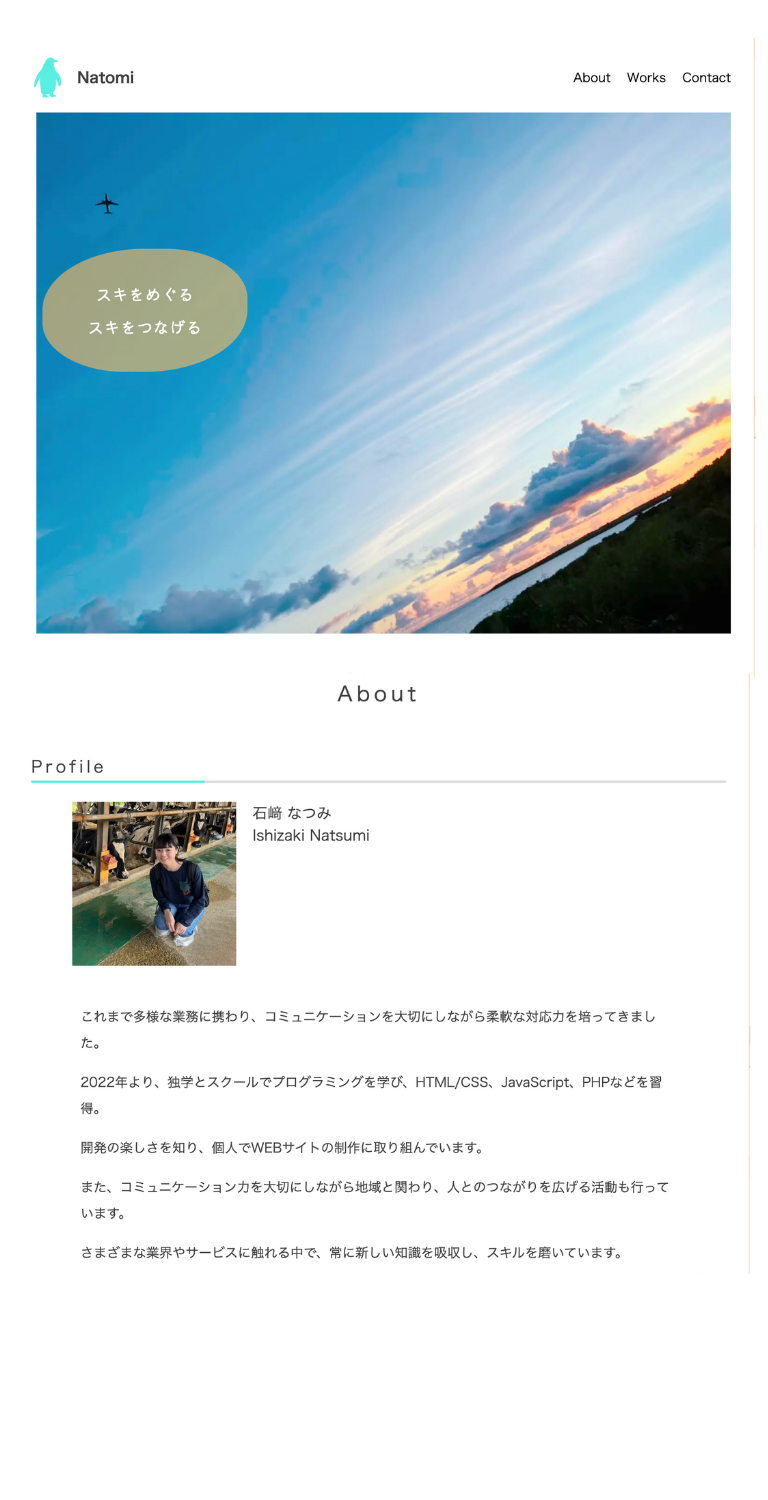 Natomi
About Works Contact
スキをめぐる
スキをつなげる
About
Profile
石﨑 なつみ
Ishizaki Natsumi
これまで多様な業務に携わり、コミュニケーションを大切にしながら柔軟な対応力を培ってきまし
た。
2022年より、独学とスクールでプログラミングを学び、HTML/CSS、JavaScript、PHPなどを習
得。
開発の楽しさを知り、個人でWEBサイトの制作に取り組んでいます。
また、コミュニケーション力を大切にしながら地域と関わり、人とのつながりを広げる活動も行って
います。
さまざまな業界やサービスに触れる中で、常に新しい知識を吸収し、スキルを磨いています。